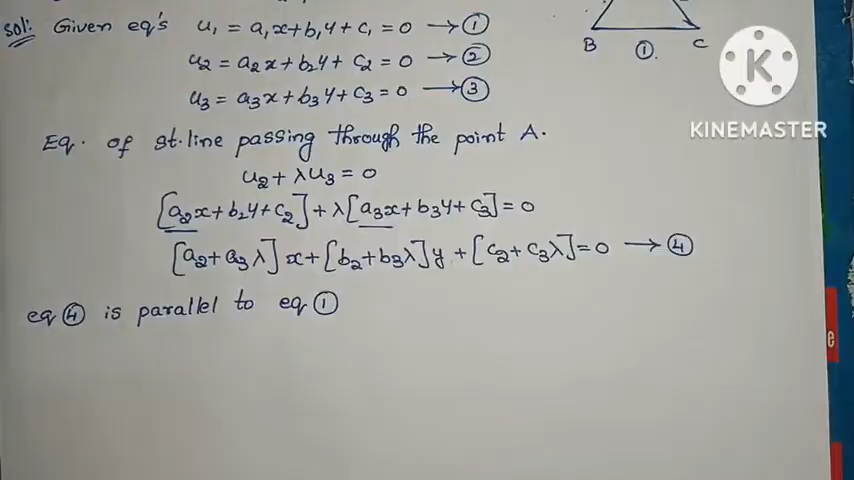 sol: Given eq's u₁ = a₁x+b₁y+c₁ = 0 → ①
u₂ = a₂x+b₂y+c₂ = 0 → ②
u₃ = a₃x+b₃y+c₃ = 0 → ③
B ① C
K
KINEMASTER
Eq. of st.line passing through the point A.
u₂ + λu₃ = 0
[a₂x+b₂y+c₂] + λ[a₃x+b₃y+c₃] = 0
[a₂+a₃λ]x+[b₂+b₃λ]y+[c₂+c₃λ]=0 → ④
eq ④ is parallel to eq ①
e